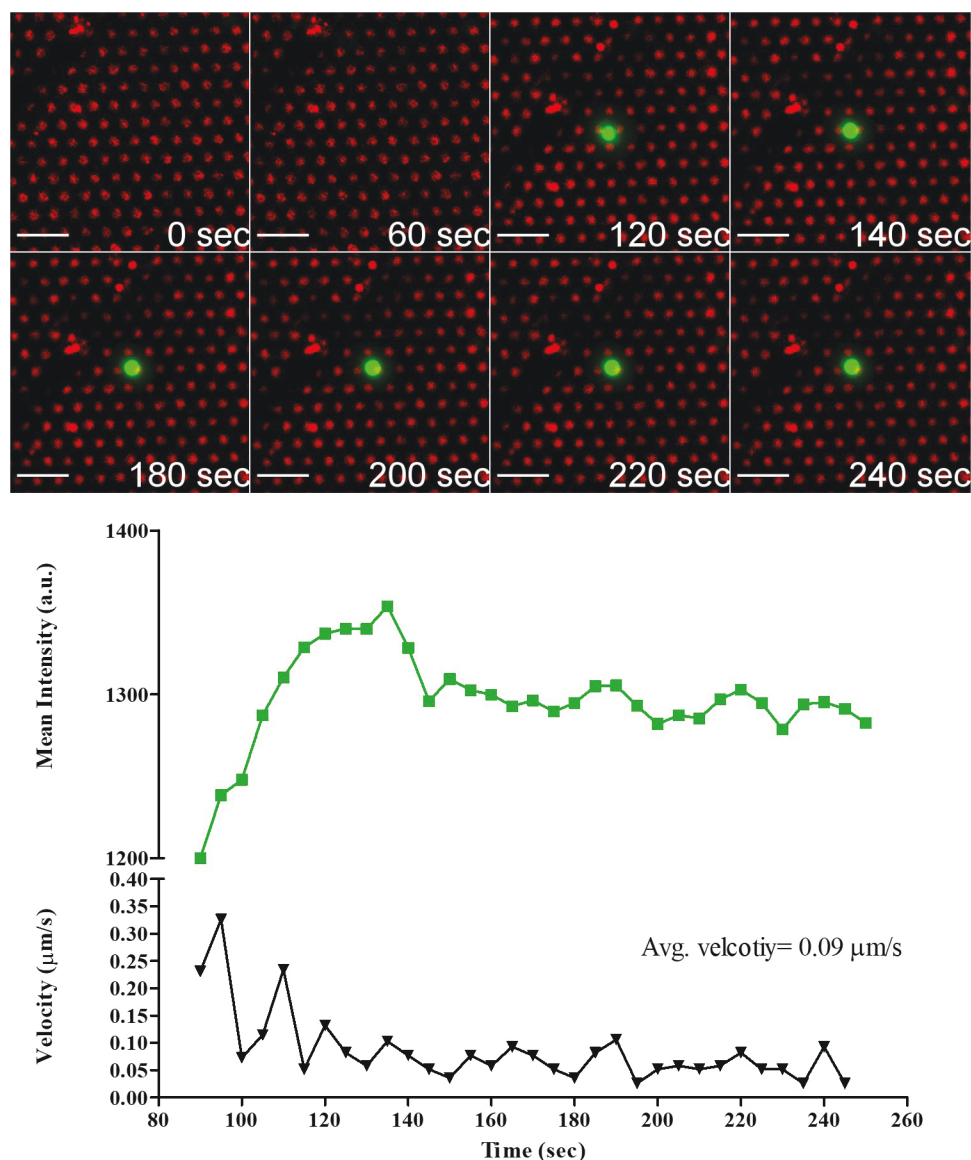 0 sec
60 sec
120 sec
140 sec
180 sec
200 sec
220 sec
240 sec
1400
1300
1200
Mean Intensity (a.u.)
0.40
0.35
0.30
0.25
0.20
0.15
0.10
0.05
0.00
Velocity (µm/s)
Avg. velcotiy= 0.09 µm/s
80 100 120 140 160 180 200 220 240 260
Time (sec)